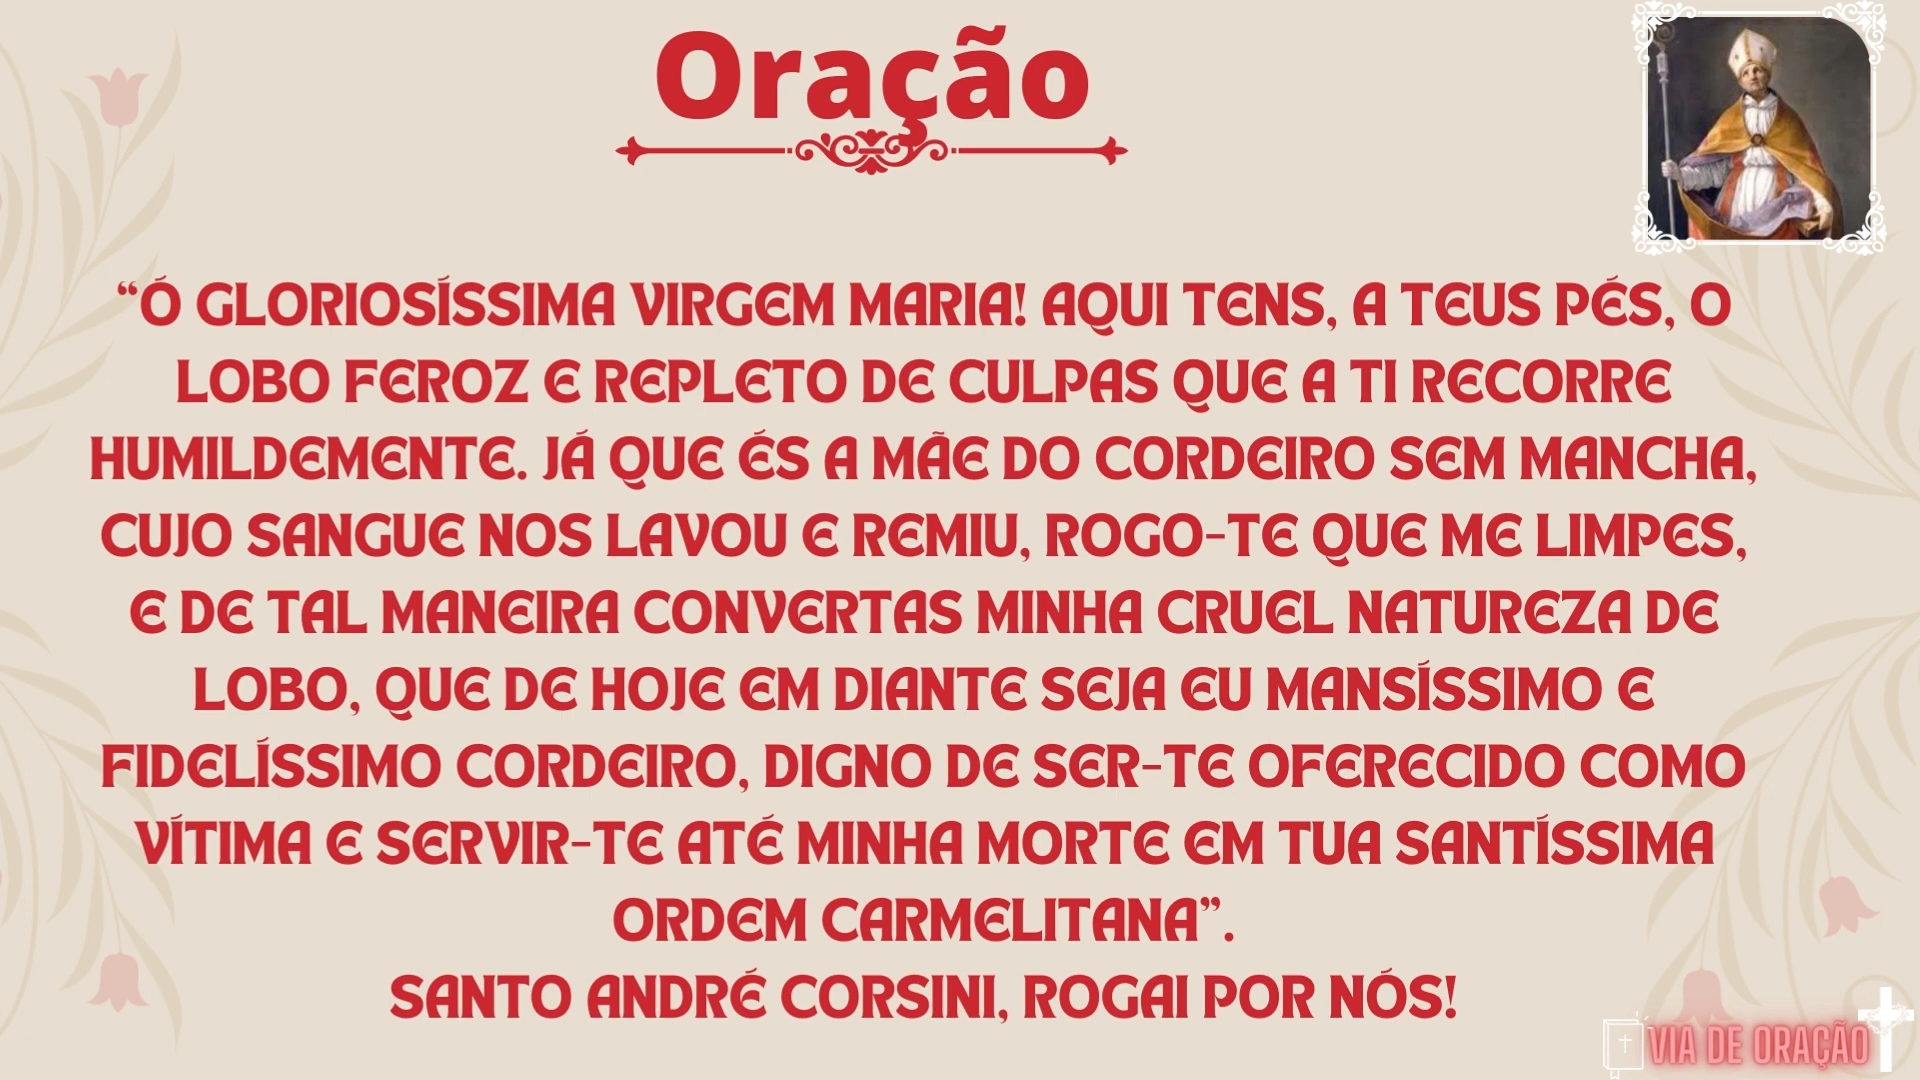 Oração
“Ó GLORIOSÍSSIMA VIRGEM MARIA! AQUI TENS, A TEUS PÉS, O
LOBO FEROZ E REPLETO DE CULPAS QUE A TI RECORRE
HUMILDEMENTE. JÁ QUE ÉS A MÃE DO CORDEIRO SEM MANCHA,
CUJO SANGUE NOS LAVOU E REMIU, ROGO-TE QUE ME LIMPES,
E DE TAL MANEIRA CONVERTAS MINHA CRUEL NATUREZA DE
LOBO, QUE DE HOJE EM DIANTE SEJA EU MANSÍSSIMO E
FIDELÍSSIMO CORDEIRO, DIGNO DE SER-TE OFERECIDO COMO
VÍTIMA E SERVIR-TE ATÉ MINHA MORTE EM TUA SANTÍSSIMA
ORDEM CARMELITANA”.
SANTO ANDRÉ CORSINI, ROGAI POR NÓS!
VIA DE ORAÇÃO